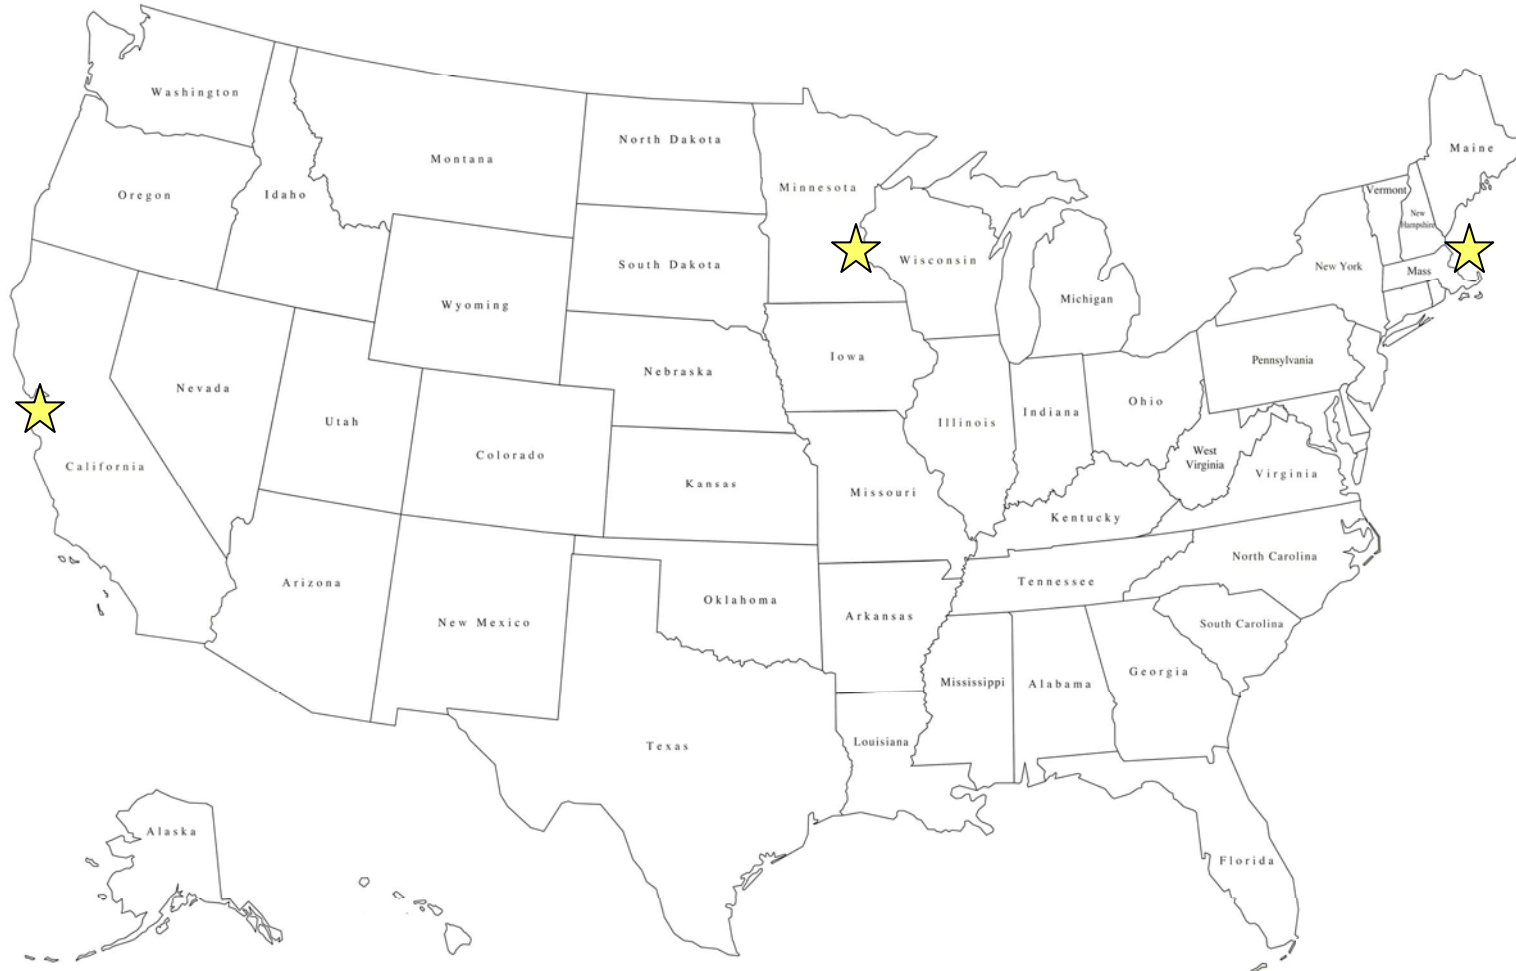 Washington
Montana
North Dakota
Minnesota
Maine
Oregon
Idaho
Vermont
New
Hampshire
South Dakota
Wisconsin
New York
Mass
Wyoming
Michigan
Iowa
Pennsylvania
Nebraska
Nevada
Utah
Ohio
Indiana
Illinois
Colorado
California
West
Virginia
Virginia
Kansas
Missouri
Kentucky
North Carolina
Arizona
Tennessee
Oklahoma
Arkansas
New Mexico
South Carolina
Georgia
Mississippi
Alabama
Louisiana
Texas
Alaska
Florida